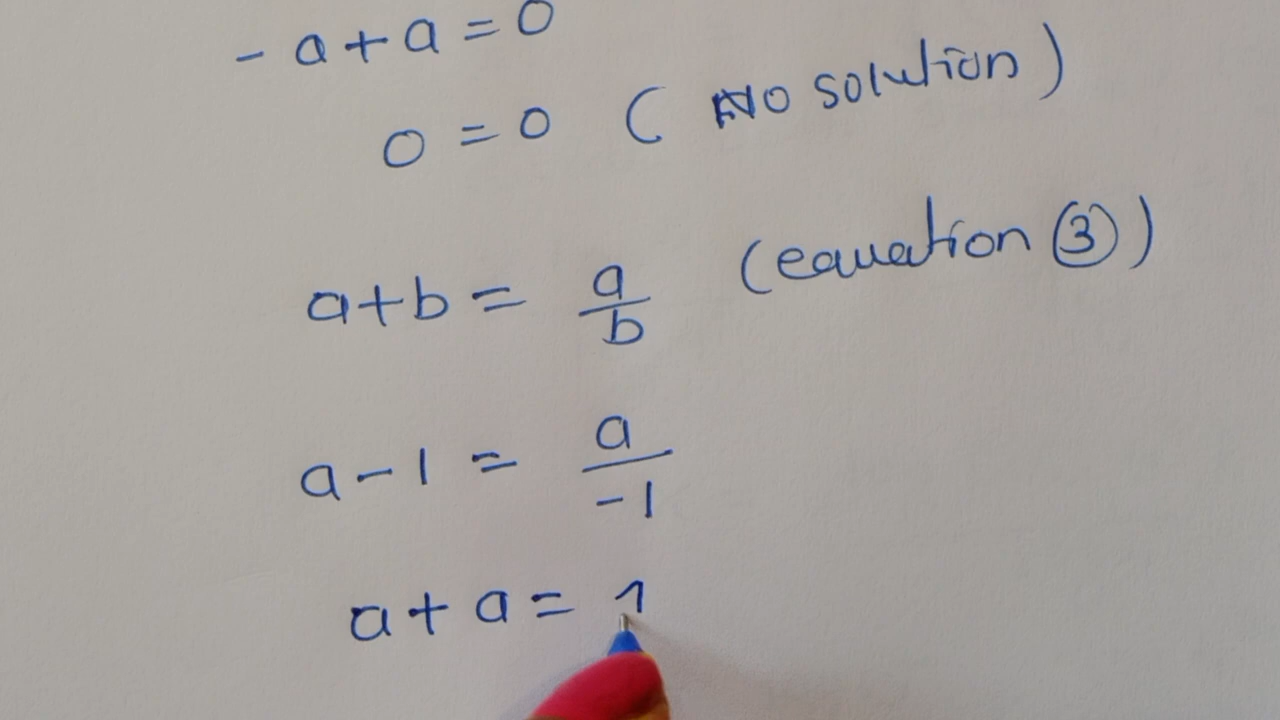 - a + a = 0
0 = 0 ( No solution )
a + b = a/b (equation ③)
a - 1 = a/-1
a + a = 1